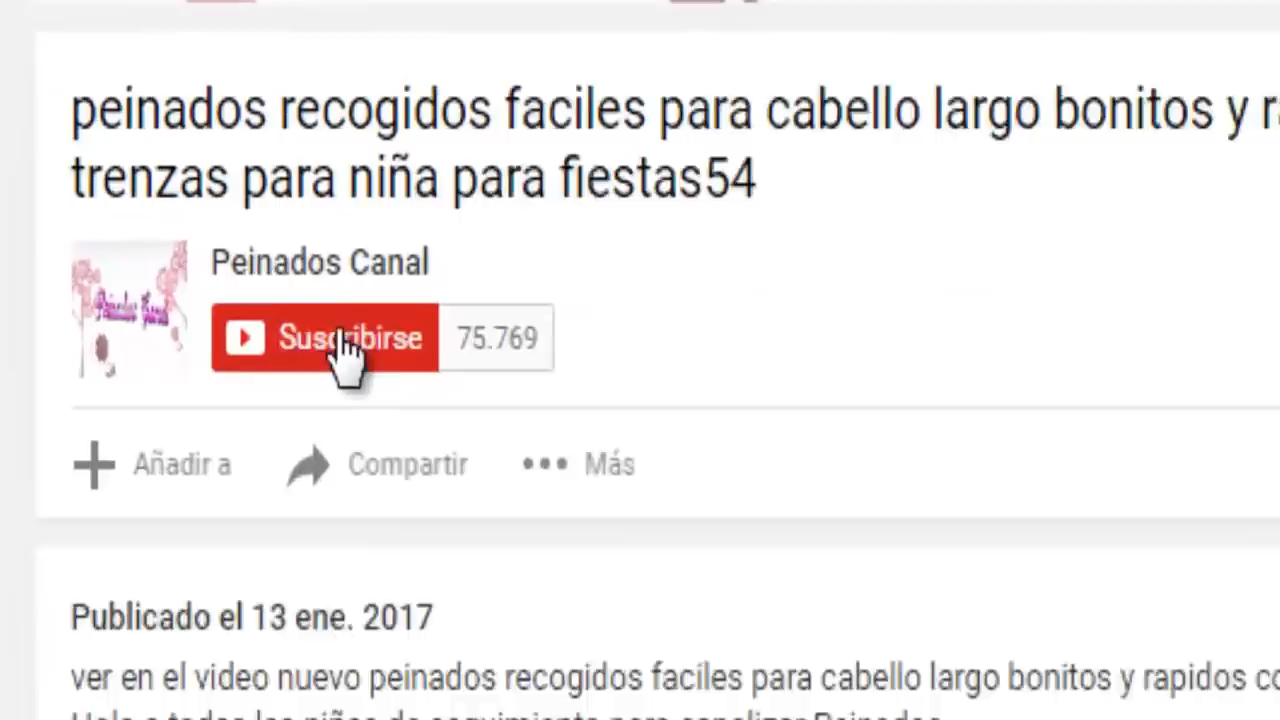 peinados recogidos faciles para cabello largo bonitos y
trenzas para niña para fiestas54
Peinados Canal
Suscribirse 75.769
Añadir a Compartir Más
Publicado el 13 ene. 2017
ver en el video nuevo peinados recogidos faciles para cabello largo bonitos y rapidos